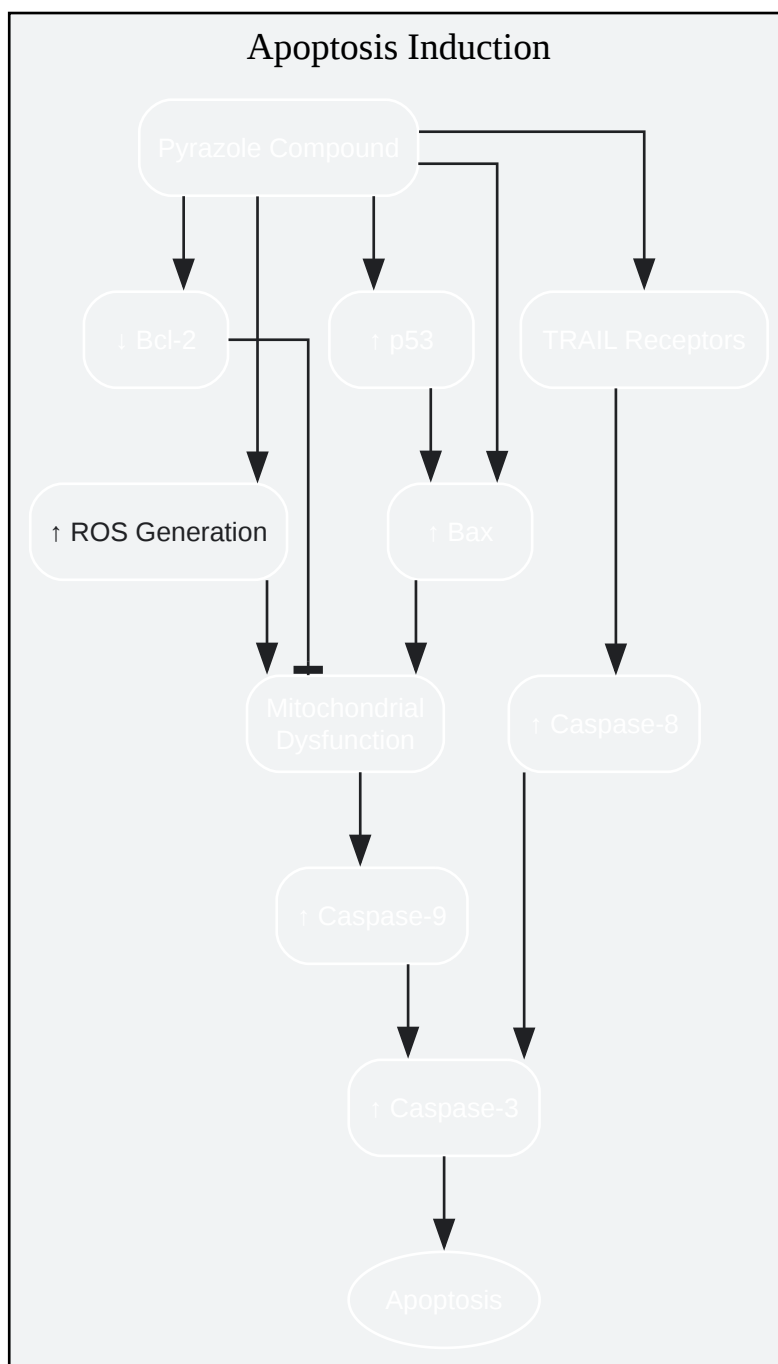 Apoptosis Induction
Pyrazole Compound
↓ Bcl-2
↑ p53
TRAIL Receptors
↑ ROS Generation
↑ Bax
Mitochondrial
Dysfunction
↑ Caspase-8
↑ Caspase-9
↑ Caspase-3
Apoptosis